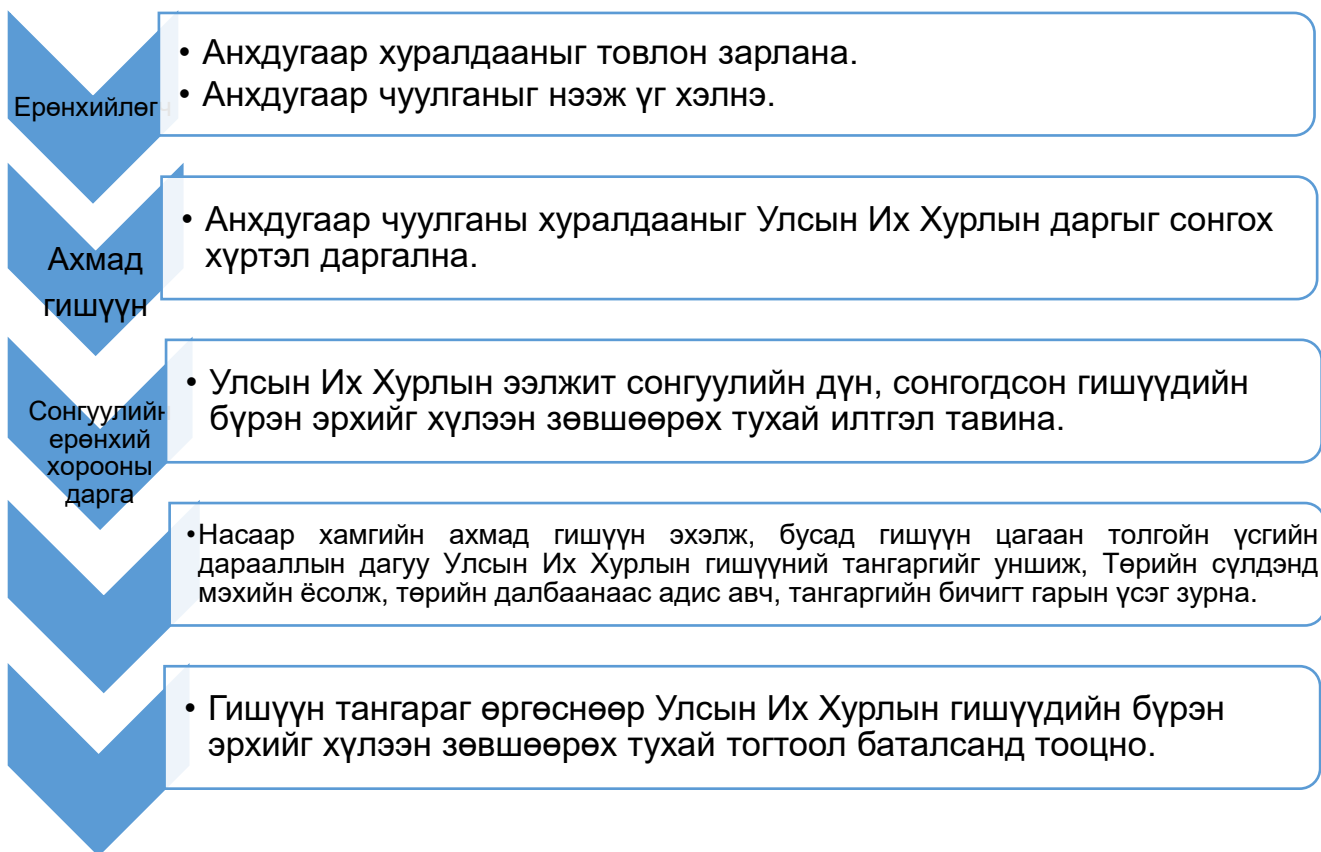 Ерөнхийлөгч
• Анхдугаар хуралдааныг товлон зарлана.
• Анхдугаар чуулганыг нээж үг хэлнэ.
Ахмад
гишүүн
• Анхдугаар чуулганы хуралдааныг Улсын Их Хурлын даргыг сонгох
хүртэл даргална.
Сонгуулийн
ерөнхий
хорооны
дарга
• Улсын Их Хурлын ээлжит сонгуулийн дүн, сонгогдсон гишүүдийн
бүрэн эрхийг хүлээн зөвшөөрөх тухай илтгэл тавина.
•Насаар хамгийн ахмад гишүүн эхэлж, бусад гишүүн цагаан толгойн үсгийн
дарааллын дагуу Улсын Их Хурлын гишүүний тангаргийг уншиж, Төрийн сүлдэнд
мэхийн ёсолж, төрийн далбаанаас адис авч, тангаргийн бичигт гарын үсэг зурна.
• Гишүүн тангараг өргөснөөр Улсын Их Хурлын гишүүдийн бүрэн
эрхийг хүлээн зөвшөөрөх тухай тогтоол баталсанд тооцно.